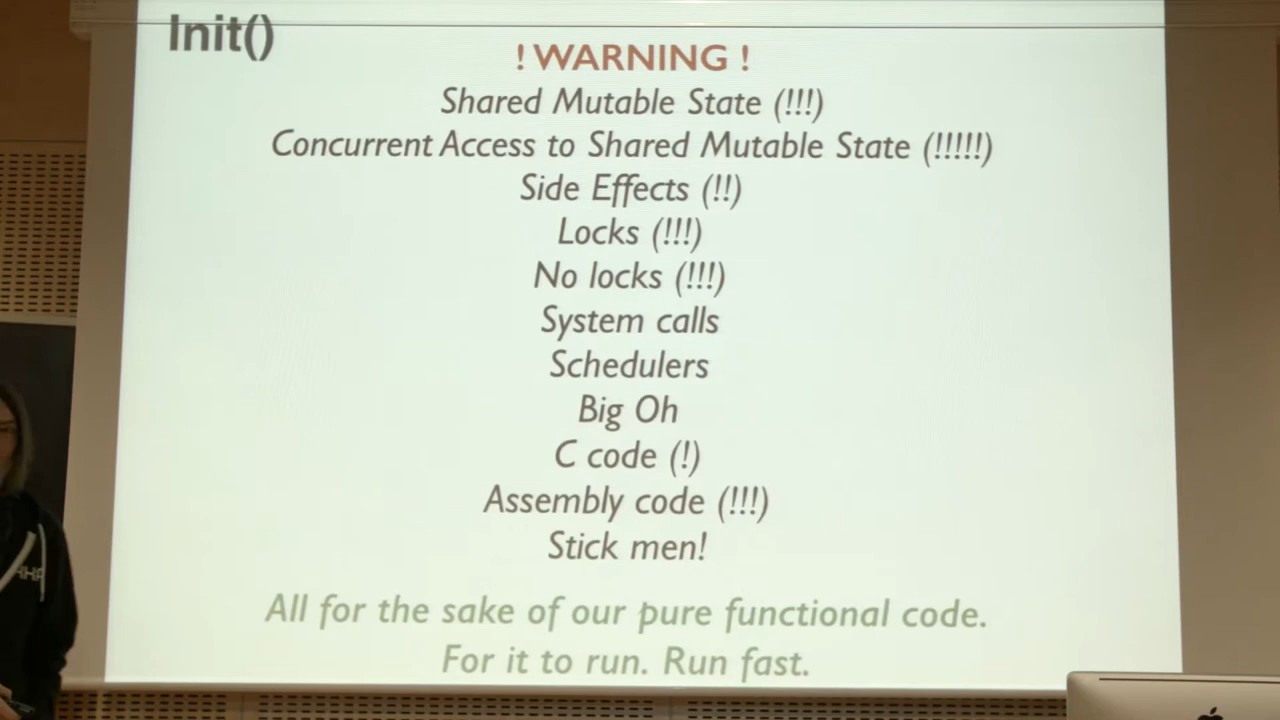 Init()
! WARNING !
Shared Mutable State (!!!)
Concurrent Access to Shared Mutable State (!!!!!)
Side Effects (!!)
Locks (!!!)
No locks (!!!)
System calls
Schedulers
Big Oh
C code (!)
Assembly code (!!!)
Stick men!
All for the sake of our pure functional code.
For it to run. Run fast.